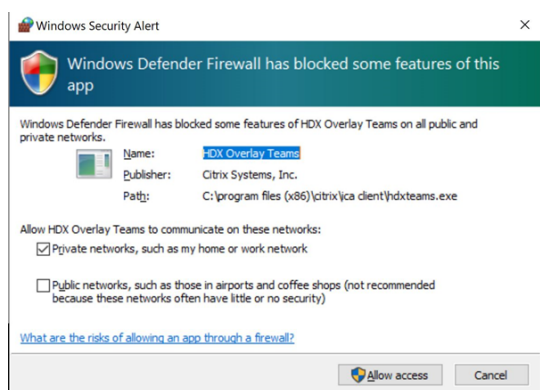 Windows Security Alert
Windows Defender Firewall has blocked some features of this
app
Windows Defender Firewall has blocked some features of HDX Overlay Teams on all public and
private networks.
Name: HDX Overlay Teams
Publisher: Citrix Systems, Inc.
Path: C:\program files (x86)\citrix\ica client\hdxteams.exe
Allow HDX Overlay Teams to communicate on these networks:
Private networks, such as my home or work network
Public networks, such as those in airports and coffee shops (not recommended
because these networks often have little or no security)
What are the risks of allowing an app through a firewall?
Allow access
Cancel